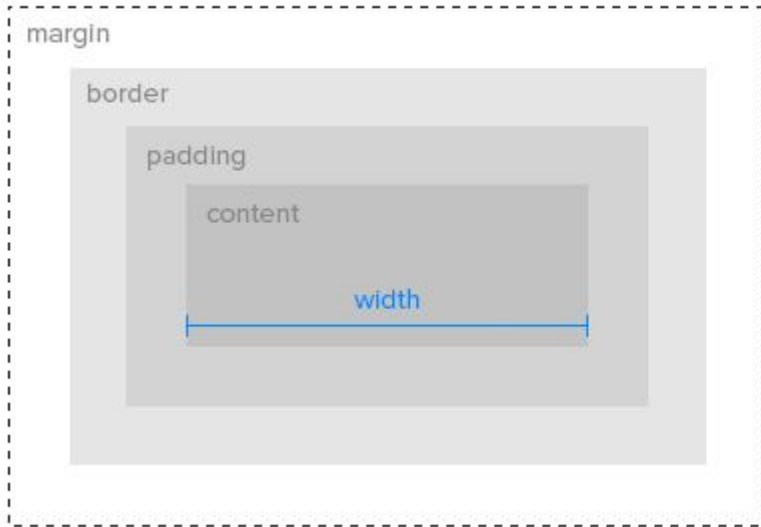 margin
border
padding
content
width